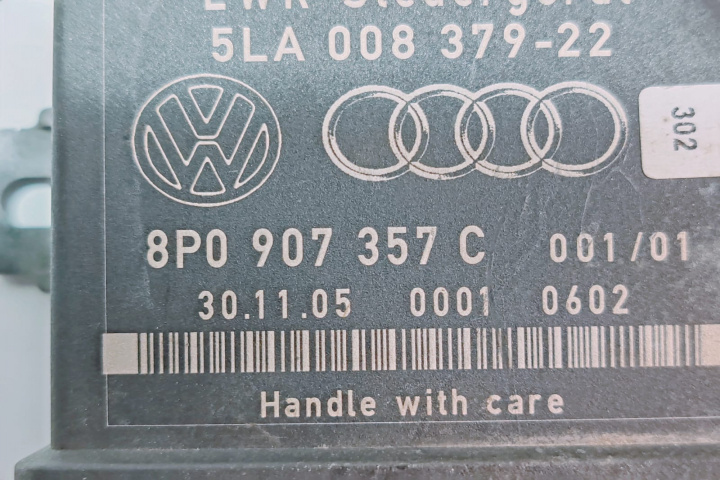 5LA 008 379-22
302
8P0 907 357 C 001/01
30.11.05 0001 0602
Handle with care